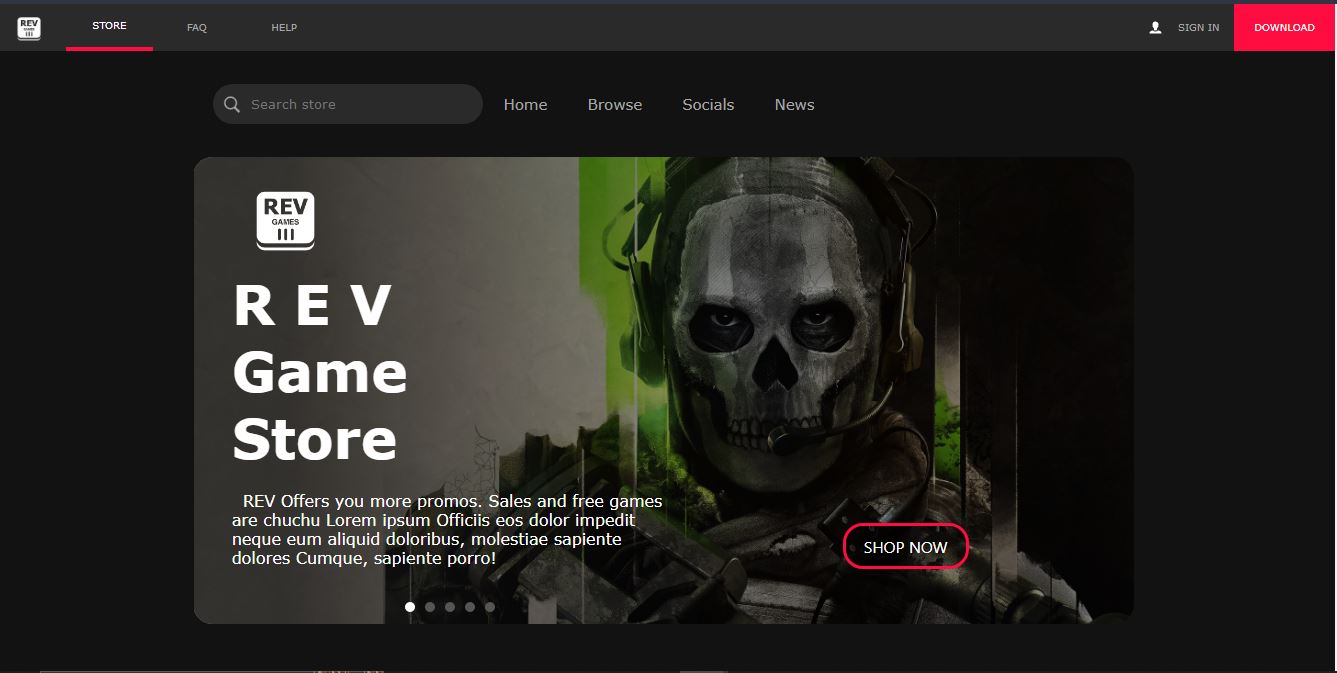 REV
GAMES
III
STORE
FAQ
HELP
SIGN IN
DOWNLOAD
Search store
Home
Browse
Socials
News
REV
GAMES
III
R E V
Game
Store
REV Offers you more promos. Sales and free games
are chuchu Lorem ipsum Officiis eos dolor impedit
neque eum aliquid doloribus, molestiae sapiente
dolores Cumque, sapiente porro!
SHOP NOW